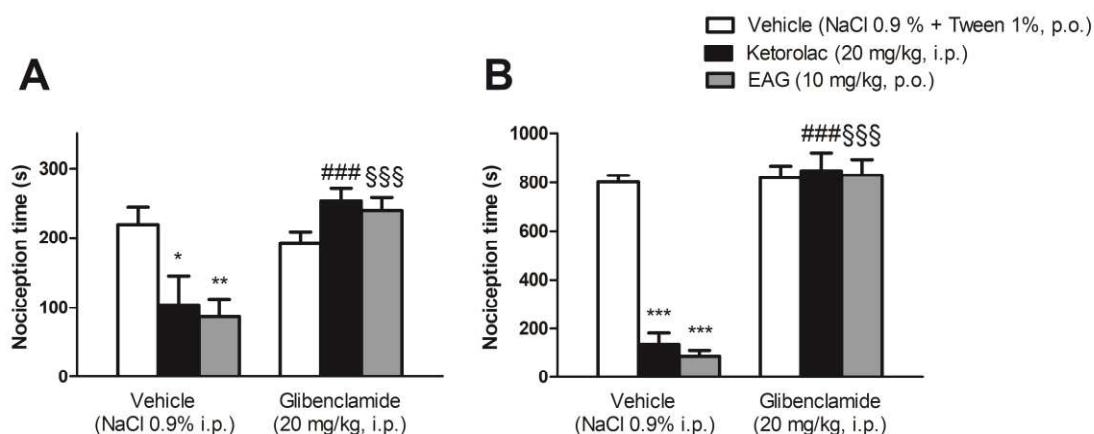 Vehicle (NaCl 0.9 % + Tween 1%, p.o.)
Ketorolac (20 mg/kg, i.p.)
EAG (10 mg/kg, p.o.)
A
Nociception time (s)
300
200
100
0
*
**
###
§§§
Vehicle
(NaCl 0.9% i.p.)
Glibenclamide
(20 mg/kg, i.p.)
B
Nociception time (s)
1000
800
600
400
200
0
***
***
###
§§§
Vehicle
(NaCl 0.9% i.p.)
Glibenclamide
(20 mg/kg, i.p.)